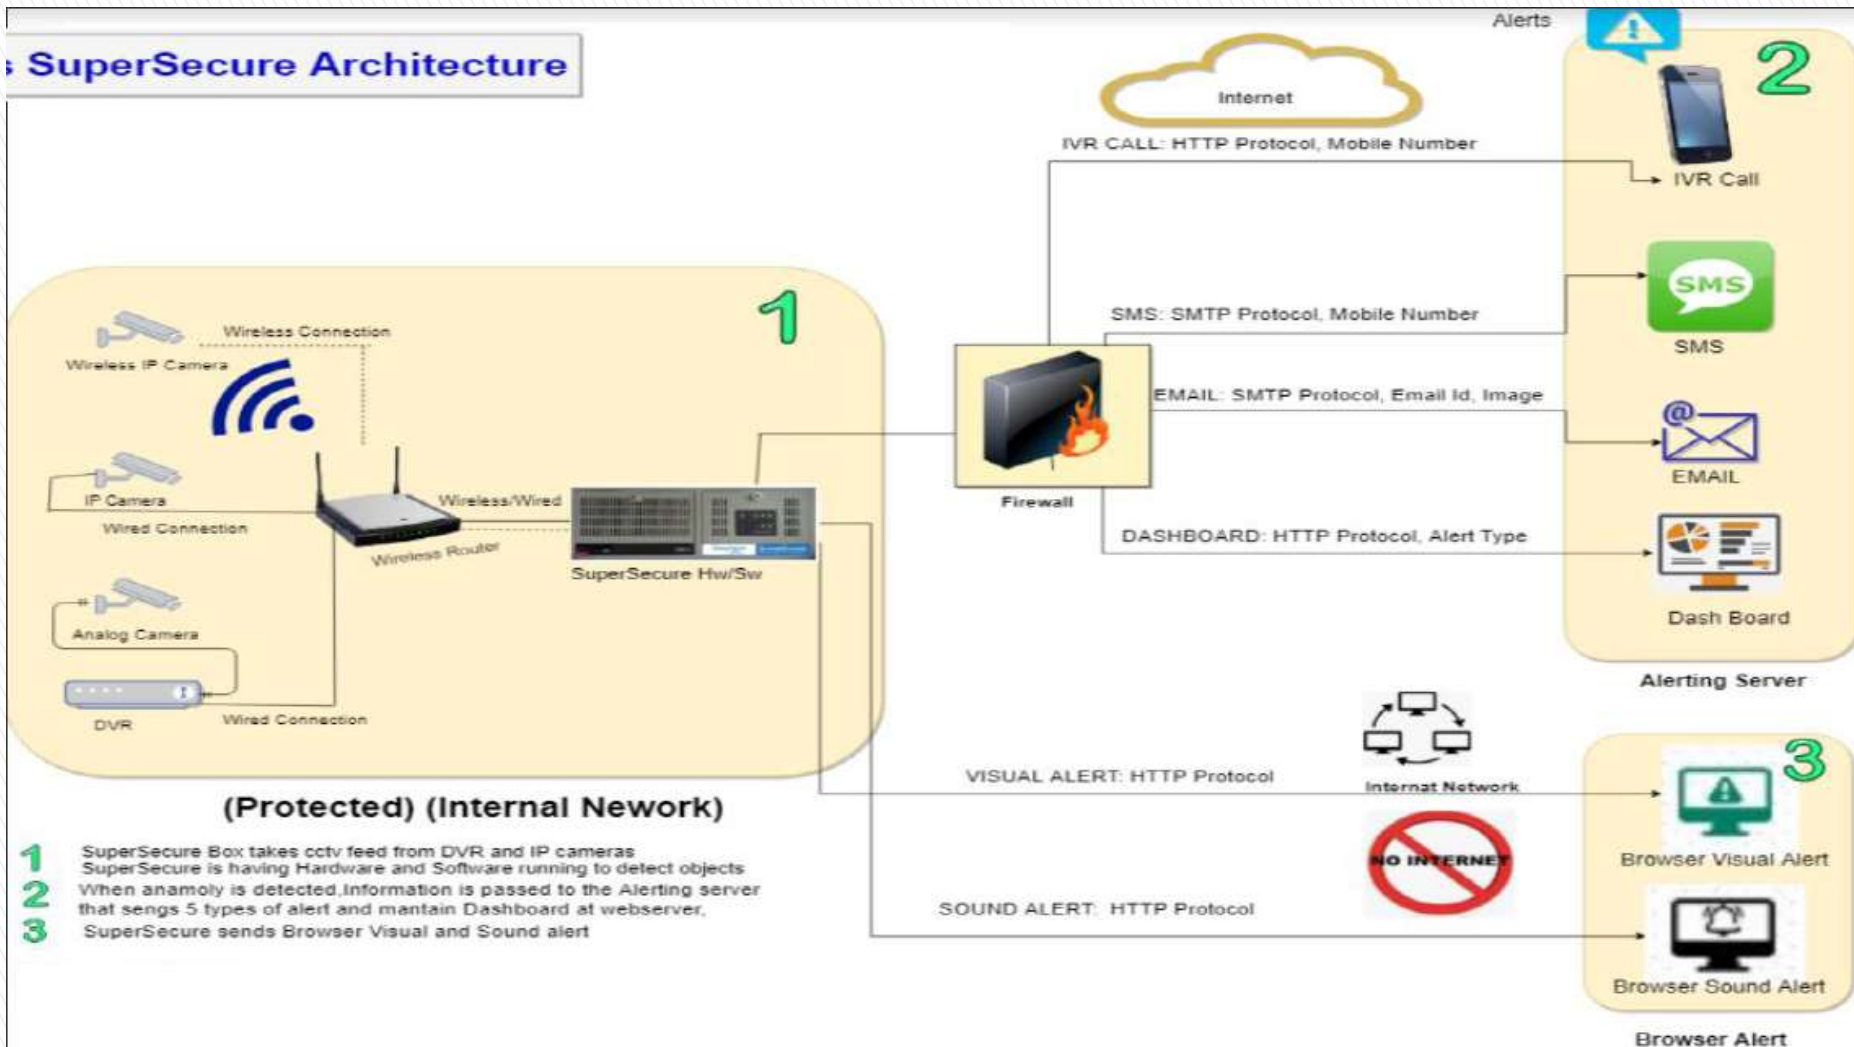 s SuperSecure Architecture
Alerts
2
Internet
IVR CALL: HTTP Protocol, Mobile Number
IVR Call
SMS
SMS: SMTP Protocol, Mobile Number
SMS
EMAIL: SMTP Protocol, Email Id, Image
@
EMAIL
Firewall
DASHBOARD: HTTP Protocol, Alert Type
Dash Board
Alerting Server
1
Wireless Connection
Wireless IP Camera
IP Camera
Wired Connection
Wireless/Wired
Wireless Router
SuperSecure Hw/Sw
Analog Camera
DVR
Wired Connection
(Protected) (Internal Nework)
VISUAL ALERT: HTTP Protocol
Internat Network
3
Browser Visual Alert
NO INTERNET
SOUND ALERT: HTTP Protocol
Browser Sound Alert
Browser Alert
1 SuperSecure Box takes cctv feed from DVR and IP cameras
SuperSecure is having Hardware and Software running to detect objects
2 When anamoly is detected,Information is passed to the Alerting server
that sengs 5 types of alert and mantain Dashboard at webserver,
3 SuperSecure sends Browser Visual and Sound alert